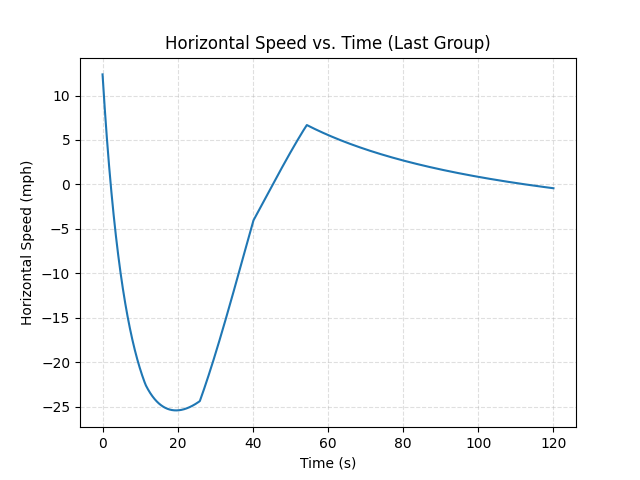 Horizontal Speed vs. Time (Last Group)
Horizontal Speed (mph)
10
5
0
−5
−10
−15
−20
−25
0 20 40 60 80 100 120
Time (s)